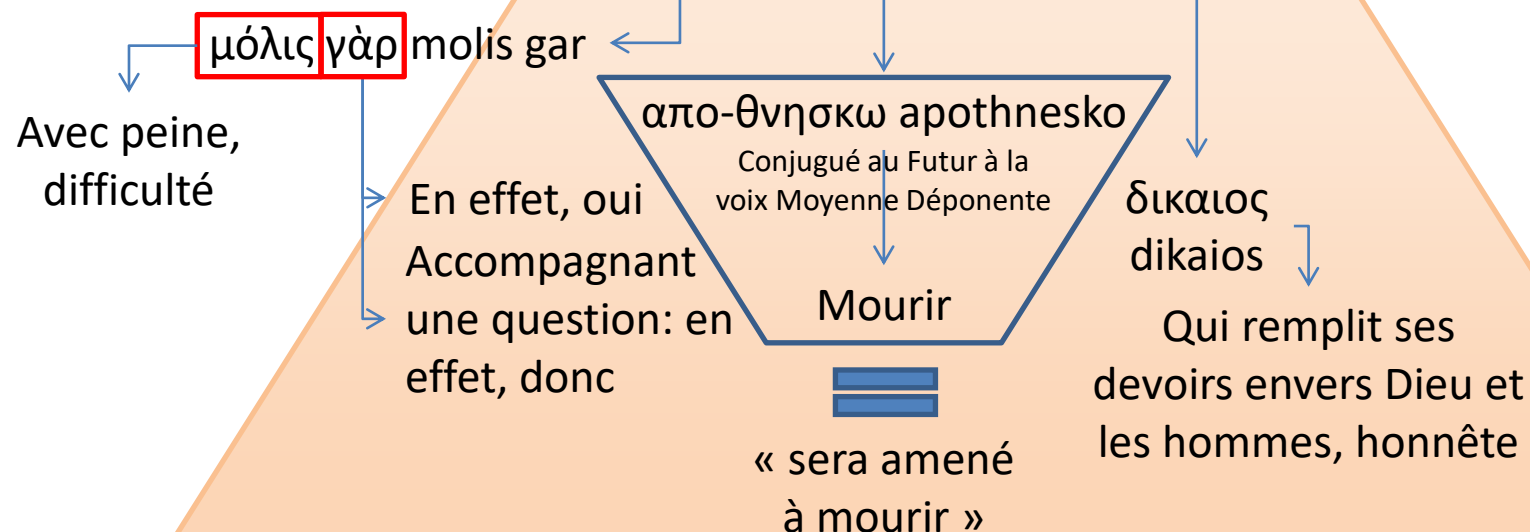 μόλις γὰρ molis gar
Avec peine,
difficulté
En effet, oui
Accompagnant
une question: en
effet, donc
απο-θνησκω apothnesko
Conjugué au Futur à la
voix Moyenne Déponente
Mourir
« sera amené
à mourir »
δικαιος
dikaios
Qui remplit ses
devoirs envers Dieu et
les hommes, honnête